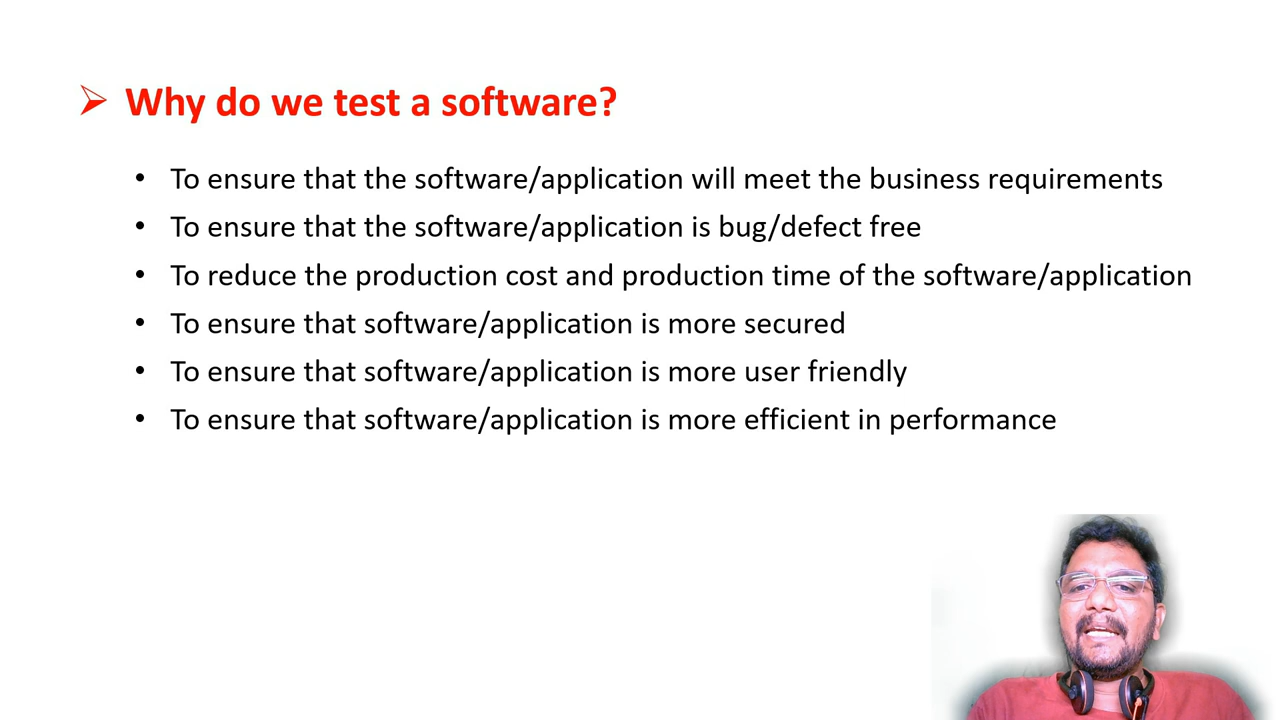 ➢ Why do we test a software?
• To ensure that the software/application will meet the business requirements
• To ensure that the software/application is bug/defect free
• To reduce the production cost and production time of the software/application
• To ensure that software/application is more secured
• To ensure that software/application is more user friendly
• To ensure that software/application is more efficient in performance